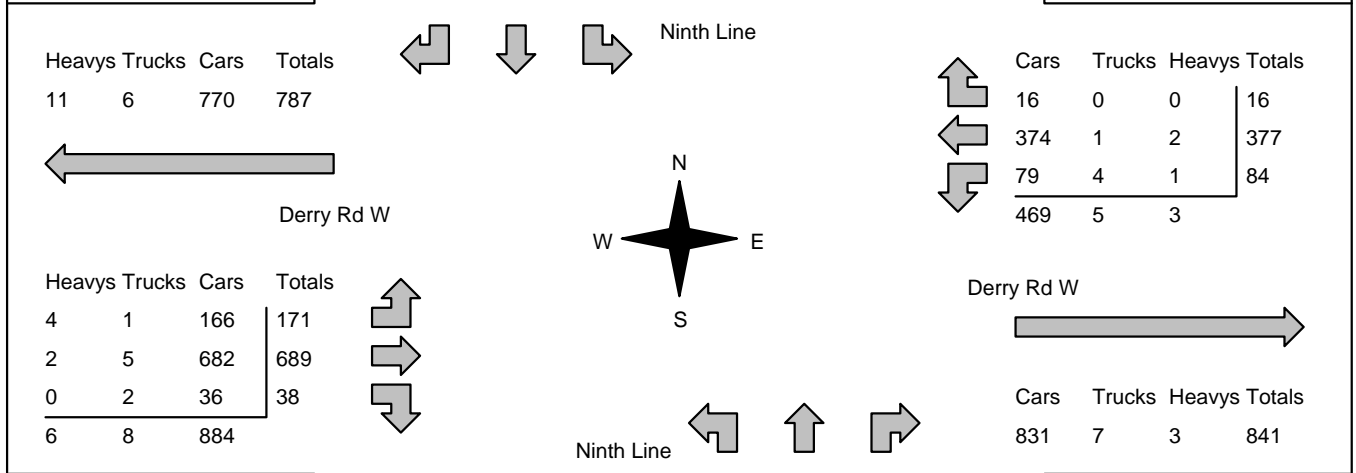 Ninth Line
Heavys Trucks Cars Totals
11 6 770 787
Cars Trucks Heavys Totals
16 0 0 16
374 1 2 377
79 4 1 84
469 5 3
Derry Rd W
N
W E
S
Heavys Trucks Cars Totals
4 1 166 171
2 5 682 689
0 2 36 38
6 8 884
Derry Rd W
Cars Trucks Heavys Totals
831 7 3 841
Ninth Line